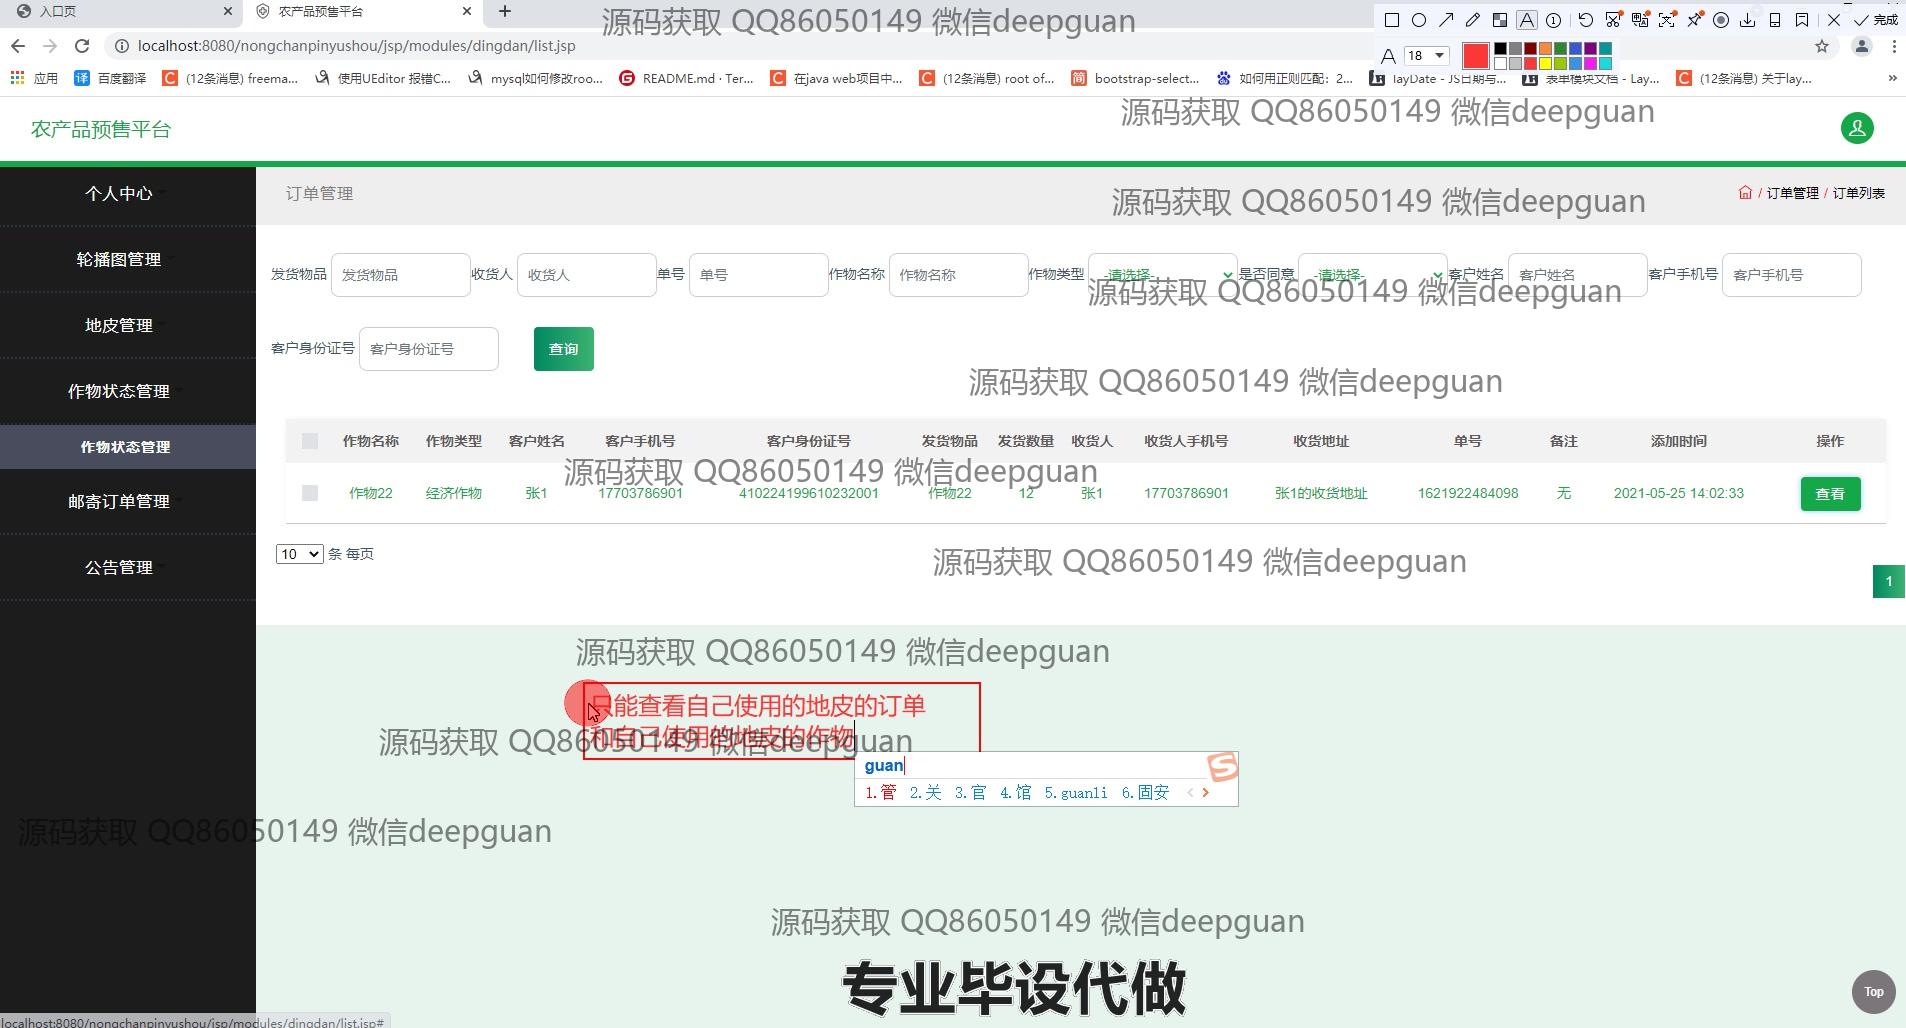 入口页
农产品预售平台
源码获取 QQ86050149 微信deepguan
完成
localhost:8080/nongchanpinyushou/jsp/modules/dingdan/list.jsp
18
应用
百度翻译
(12条消息) freema...
使用UEditor 报错C...
mysql如何修改roo...
README.md · Ter...
在java web项目中...
(12条消息) root of...
bootstrap-select...
如何用正则匹配：2...
layDate - JS日期与...
表单模块文档 - Lay...
(12条消息) 关于lay...
源码获取 QQ86050149 微信deepguan
农产品预售平台
个人中心
订单管理
源码获取 QQ86050149 微信deepguan
/ 订单管理 / 订单列表
轮播图管理
发货物品 发货物品
收货人 收货人
单号 单号
作物名称 作物名称
作物类型 -请选择-
是否同意 -请选择-
客户姓名 客户姓名
客户手机号 客户手机号
源码获取 QQ86050149 微信deepguan
地皮管理
客户身份证号 客户身份证号
查询
源码获取 QQ86050149 微信deepguan
作物状态管理
作物状态管理
作物名称 作物类型 客户姓名 客户手机号 客户身份证号 发货物品 发货数量 收货人 收货人手机号 收货地址 单号 备注 添加时间 操作
源码获取 QQ86050149 微信deepguan
作物22 经济作物 张1 17703786901 410224199610232001 作物22 12 张1 17703786901 张1的收货地址 1621922484098 无 2021-05-25 14:02:33 查看
邮寄订单管理
10 条 每页
源码获取 QQ86050149 微信deepguan
公告管理
1
源码获取 QQ86050149 微信deepguan
只能查看自己使用的地皮的订单
和自己使用的地皮的作物
源码获取 QQ86050149 微信deepguan
guan
1.管 2.关 3.官 4.馆 5.guanli 6.固安
源码获取 QQ86050149 微信deepguan
源码获取 QQ86050149 微信deepguan
专业毕设代做
Top
localhost:8080/nongchanpinyushou/jsp/modules/dingdan/list.jsp#